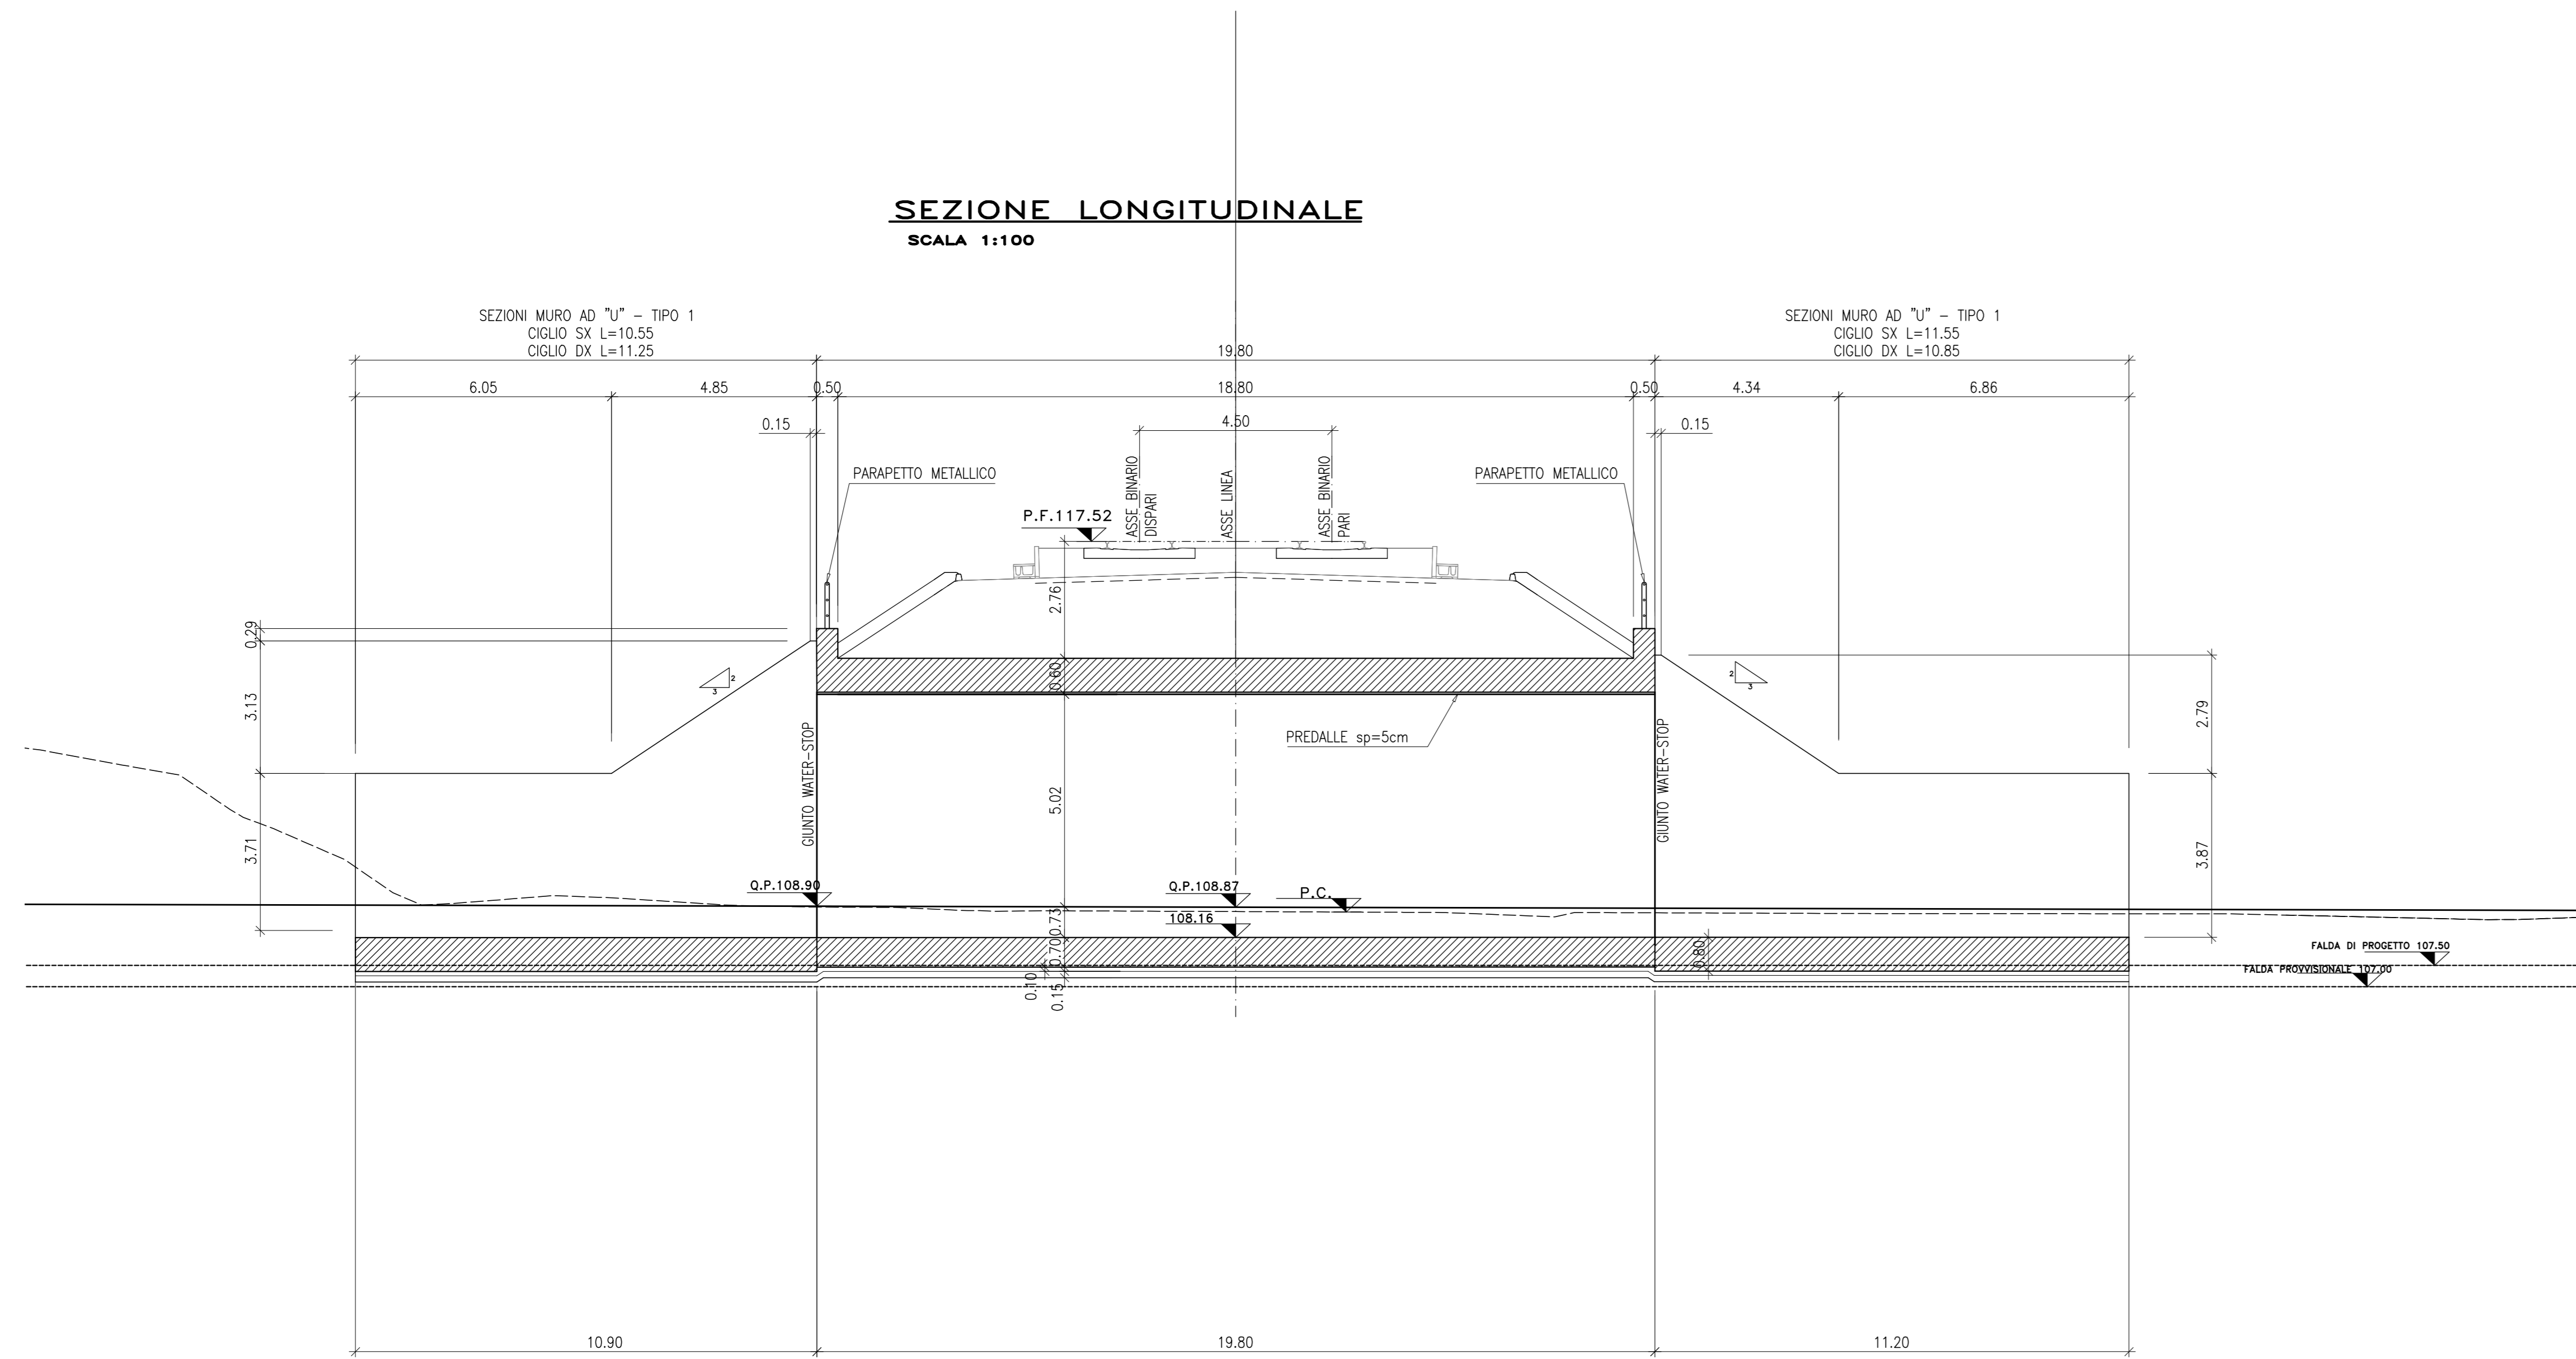 SEZIONE LONGITUDINALE
SCALA 1:100
SEZIONI MURO AD "U" – TIPO 1
CIGLIO SX L=10.55
CIGLIO DX L=11.25
SEZIONI MURO AD "U" – TIPO 1
CIGLIO SX L=11.55
CIGLIO DX L=10.85
19.80
6.05
4.85
0.50
18.80
0.50
4.34
6.86
0.15
4.50
0.15
PARAPETTO METALLICO
PARAPETTO METALLICO
ASSE BINARIO
DISPARI
ASSE LINEA
ASSE BINARIO
PARI
P.F.117.52
2.76
0.29
3.13
3.71
2
3
2
3
0.60
PREDALLE sp=5cm
GIUNTO WATER-STOP
GIUNTO WATER-STOP
5.02
2.79
3.87
Q.P.108.90
Q.P.108.87
P.C.
108.16
0.73
0.70
0.80
0.10
0.15
FALDA DI PROGETTO 107.50
FALDA PROVVISIONALE 107.00
10.90
19.80
11.20